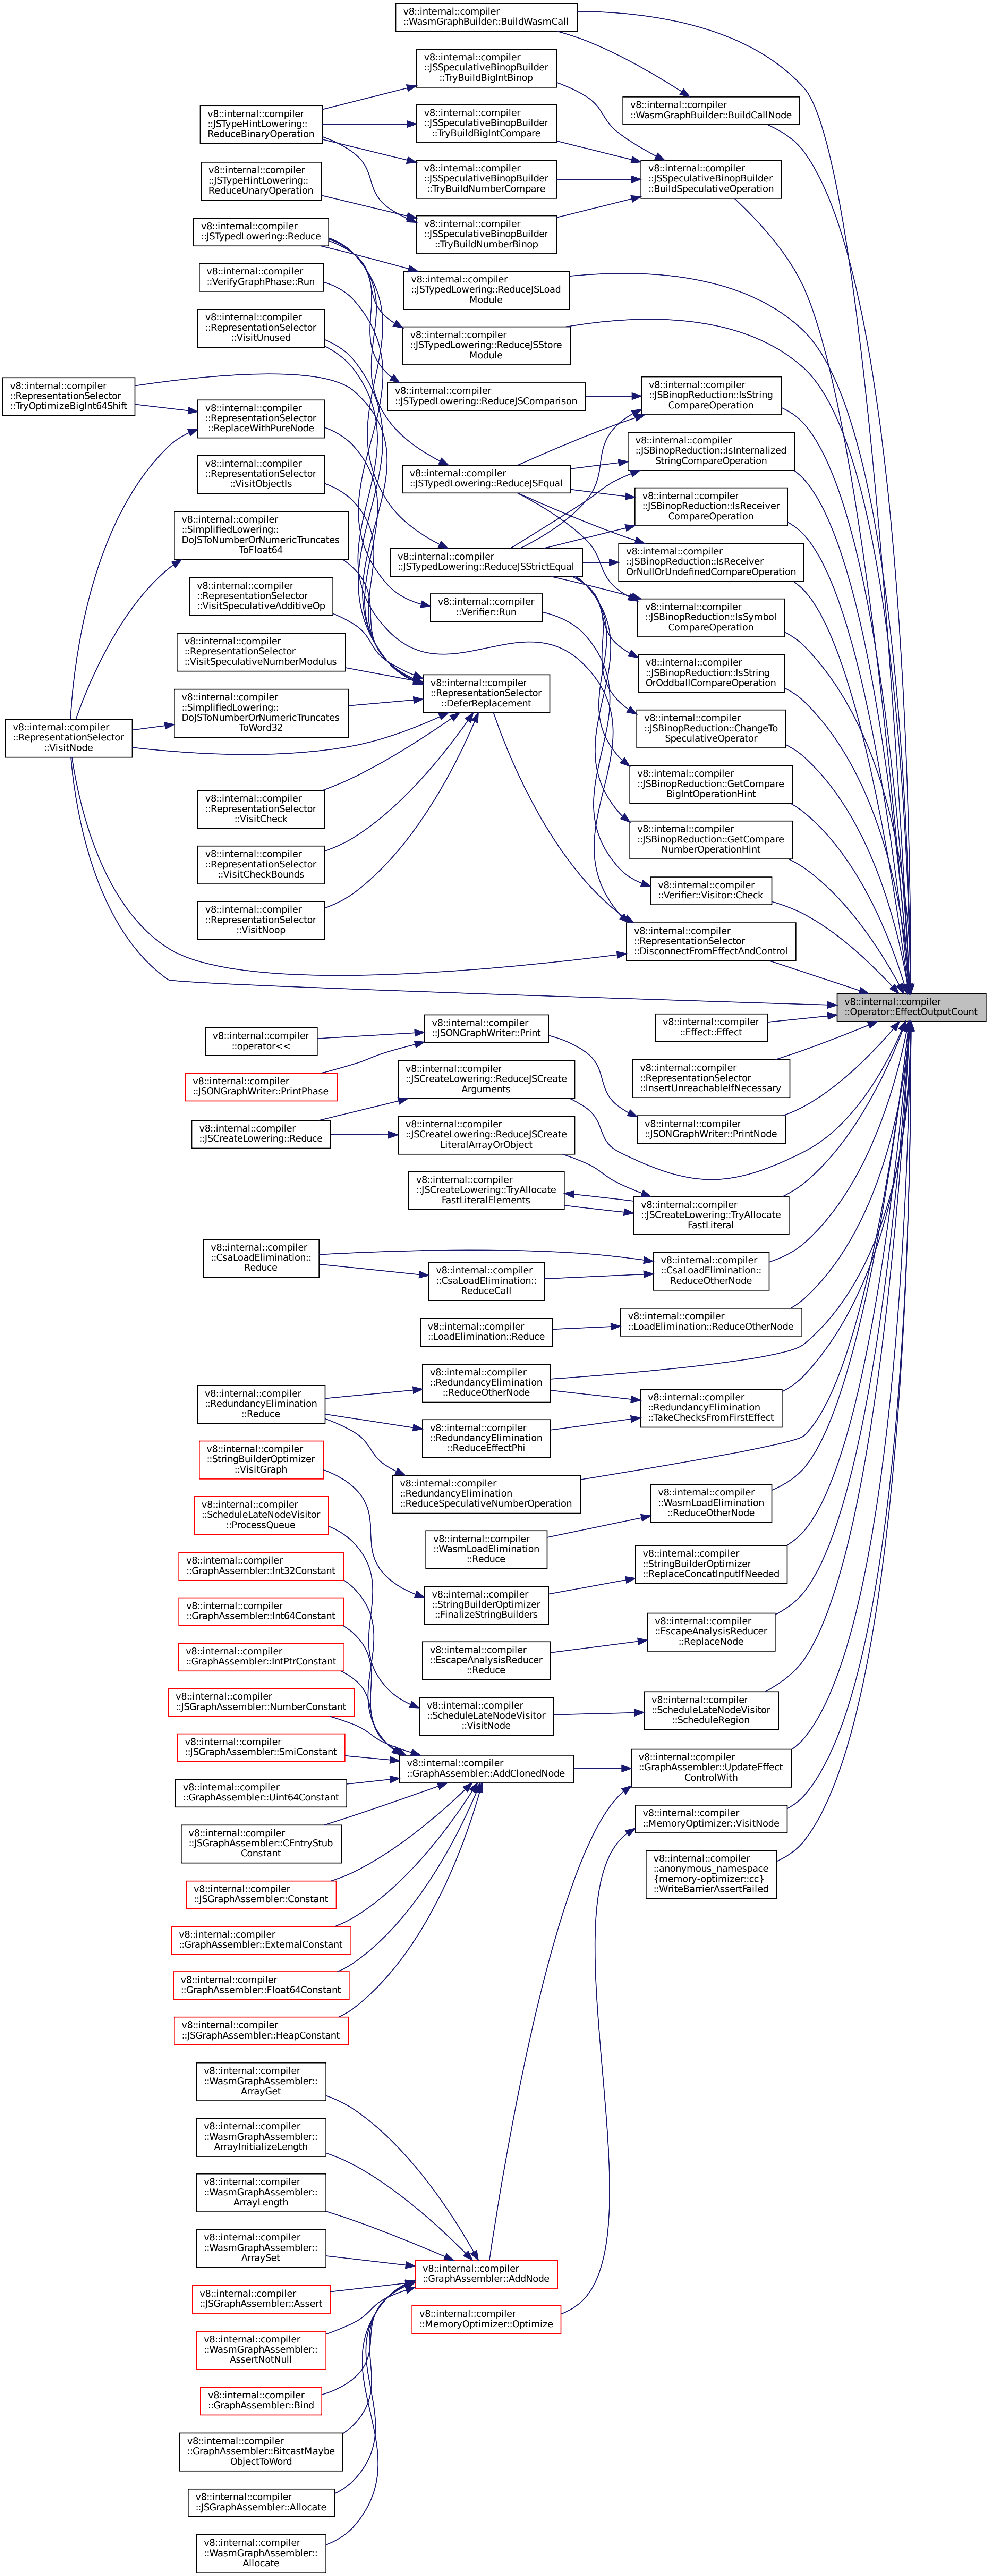 v8::internal::compiler
::WasmGraphBuilder::BuildWasmCall
v8::internal::compiler
::JSSpeculativeBinopBuilder
::TryBuildBigIntBinop
v8::internal::compiler
::WasmGraphBuilder::BuildCallNode
v8::internal::compiler
::JSTypeHintLowering::
ReduceBinaryOperation
v8::internal::compiler
::JSSpeculativeBinopBuilder
::TryBuildBigIntCompare
v8::internal::compiler
::JSTypeHintLowering::
ReduceUnaryOperation
v8::internal::compiler
::JSSpeculativeBinopBuilder
::TryBuildNumberCompare
v8::internal::compiler
::JSSpeculativeBinopBuilder
::BuildSpeculativeOperation
v8::internal::compiler
::JSTypedLowering::Reduce
v8::internal::compiler
::JSSpeculativeBinopBuilder
::TryBuildNumberBinop
v8::internal::compiler
::VerifyGraphPhase::Run
v8::internal::compiler
::JSTypedLowering::ReduceJSLoad
Module
v8::internal::compiler
::RepresentationSelector
::VisitUnused
v8::internal::compiler
::JSTypedLowering::ReduceJSStore
Module
v8::internal::compiler
::RepresentationSelector
::TryOptimizeBigInt64Shift
v8::internal::compiler
::JSTypedLowering::ReduceJSComparison
v8::internal::compiler
::JSBinopReduction::IsString
CompareOperation
v8::internal::compiler
::RepresentationSelector
::ReplaceWithPureNode
v8::internal::compiler
::JSBinopReduction::IsInternalized
StringCompareOperation
v8::internal::compiler
::RepresentationSelector
::VisitObjectIs
v8::internal::compiler
::JSTypedLowering::ReduceJSEqual
v8::internal::compiler
::JSBinopReduction::IsReceiver
CompareOperation
v8::internal::compiler
::SimplifiedLowering::
DoJSToNumberOrNumericTruncates
ToFloat64
v8::internal::compiler
::JSTypedLowering::ReduceJSStrictEqual
v8::internal::compiler
::JSBinopReduction::IsReceiver
OrNullOrUndefinedCompareOperation
v8::internal::compiler
::RepresentationSelector
::VisitSpeculativeAdditiveOp
v8::internal::compiler
::Verifier::Run
v8::internal::compiler
::JSBinopReduction::IsSymbol
CompareOperation
v8::internal::compiler
::RepresentationSelector
::VisitSpeculativeNumberModulus
v8::internal::compiler
::JSBinopReduction::IsString
OrOddballCompareOperation
v8::internal::compiler
::RepresentationSelector
::DeferReplacement
v8::internal::compiler
::SimplifiedLowering::
DoJSToNumberOrNumericTruncates
ToWord32
v8::internal::compiler
::RepresentationSelector
::VisitNode
v8::internal::compiler
::JSBinopReduction::ChangeTo
SpeculativeOperator
v8::internal::compiler
::JSBinopReduction::GetCompare
BigIntOperationHint
v8::internal::compiler
::RepresentationSelector
::VisitCheck
v8::internal::compiler
::JSBinopReduction::GetCompare
NumberOperationHint
v8::internal::compiler
::RepresentationSelector
::VisitCheckBounds
v8::internal::compiler
::Verifier::Visitor::Check
v8::internal::compiler
::RepresentationSelector
::VisitNoop
v8::internal::compiler
::RepresentationSelector
::DisconnectFromEffectAndControl
v8::internal::compiler
::Operator::EffectOutputCount
v8::internal::compiler
::Effect::Effect
v8::internal::compiler
::operator<<
v8::internal::compiler
::JSONGraphWriter::Print
v8::internal::compiler
::RepresentationSelector
::InsertUnreachableIfNecessary
v8::internal::compiler
::JSONGraphWriter::PrintPhase
v8::internal::compiler
::JSCreateLowering::ReduceJSCreate
Arguments
v8::internal::compiler
::JSONGraphWriter::PrintNode
v8::internal::compiler
::JSCreateLowering::Reduce
v8::internal::compiler
::JSCreateLowering::ReduceJSCreate
LiteralArrayOrObject
v8::internal::compiler
::JSCreateLowering::TryAllocate
FastLiteralElements
v8::internal::compiler
::JSCreateLowering::TryAllocate
FastLiteral
v8::internal::compiler
::CsaLoadElimination::
Reduce
v8::internal::compiler
::CsaLoadElimination::
ReduceCall
v8::internal::compiler
::CsaLoadElimination::
ReduceOtherNode
v8::internal::compiler
::LoadElimination::Reduce
v8::internal::compiler
::LoadElimination::ReduceOtherNode
v8::internal::compiler
::RedundancyElimination
::ReduceOtherNode
v8::internal::compiler
::RedundancyElimination
::Reduce
v8::internal::compiler
::RedundancyElimination
::TakeChecksFromFirstEffect
v8::internal::compiler
::RedundancyElimination
::ReduceEffectPhi
v8::internal::compiler
::StringBuilderOptimizer
::VisitGraph
v8::internal::compiler
::RedundancyElimination
::ReduceSpeculativeNumberOperation
v8::internal::compiler
::ScheduleLateNodeVisitor
::ProcessQueue
v8::internal::compiler
::WasmLoadElimination
::ReduceOtherNode
v8::internal::compiler
::WasmLoadElimination
::Reduce
v8::internal::compiler
::GraphAssembler::Int32Constant
v8::internal::compiler
::StringBuilderOptimizer
::ReplaceConcatInputIfNeeded
v8::internal::compiler
::GraphAssembler::Int64Constant
v8::internal::compiler
::StringBuilderOptimizer
::FinalizeStringBuilders
v8::internal::compiler
::EscapeAnalysisReducer
::ReplaceNode
v8::internal::compiler
::GraphAssembler::IntPtrConstant
v8::internal::compiler
::EscapeAnalysisReducer
::Reduce
v8::internal::compiler
::JSGraphAssembler::NumberConstant
v8::internal::compiler
::ScheduleLateNodeVisitor
::VisitNode
v8::internal::compiler
::ScheduleLateNodeVisitor
::ScheduleRegion
v8::internal::compiler
::JSGraphAssembler::SmiConstant
v8::internal::compiler
::GraphAssembler::AddClonedNode
v8::internal::compiler
::GraphAssembler::UpdateEffect
ControlWith
v8::internal::compiler
::GraphAssembler::Uint64Constant
v8::internal::compiler
::MemoryOptimizer::VisitNode
v8::internal::compiler
::JSGraphAssembler::CEntryStub
Constant
v8::internal::compiler
::anonymous_namespace
{memory-optimizer::cc}
::WriteBarrierAssertFailed
v8::internal::compiler
::JSGraphAssembler::Constant
v8::internal::compiler
::GraphAssembler::ExternalConstant
v8::internal::compiler
::GraphAssembler::Float64Constant
v8::internal::compiler
::JSGraphAssembler::HeapConstant
v8::internal::compiler
::WasmGraphAssembler::
ArrayGet
v8::internal::compiler
::WasmGraphAssembler::
ArrayInitializeLength
v8::internal::compiler
::WasmGraphAssembler::
ArrayLength
v8::internal::compiler
::WasmGraphAssembler::
ArraySet
v8::internal::compiler
::GraphAssembler::AddNode
v8::internal::compiler
::JSGraphAssembler::Assert
v8::internal::compiler
::MemoryOptimizer::Optimize
v8::internal::compiler
::WasmGraphAssembler::
AssertNotNull
v8::internal::compiler
::GraphAssembler::Bind
v8::internal::compiler
::GraphAssembler::BitcastMaybe
ObjectToWord
v8::internal::compiler
::JSGraphAssembler::Allocate
v8::internal::compiler
::WasmGraphAssembler::
Allocate